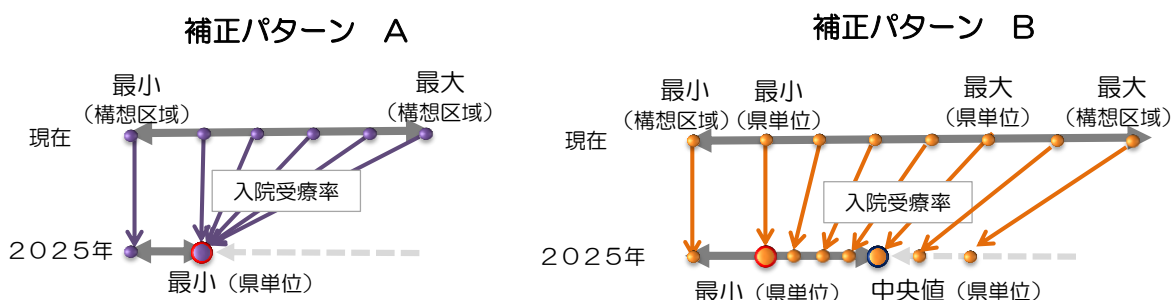 補正パターン　A
最小
（構想区域）
最大
（構想区域）
現在
入院受療率
２０２５年
最小（県単位）
補正パターン　B
最小
（構想区域）
最小
（県単位）
最大
（県単位）
最大
（構想区域）
現在
入院受療率
２０２５年
最小（県単位）
中央値（県単位）